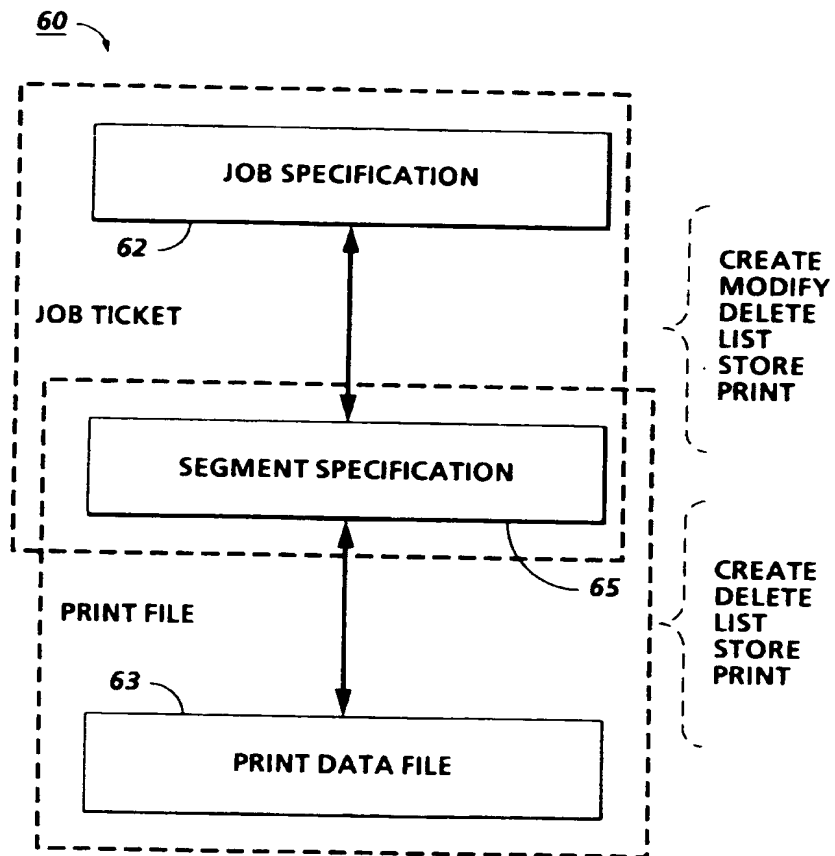 60
JOB SPECIFICATION
62
JOB TICKET
CREATE
MODIFY
DELETE
LIST
STORE
PRINT
SEGMENT SPECIFICATION
65
PRINT FILE
CREATE
DELETE
LIST
STORE
PRINT
63
PRINT DATA FILE